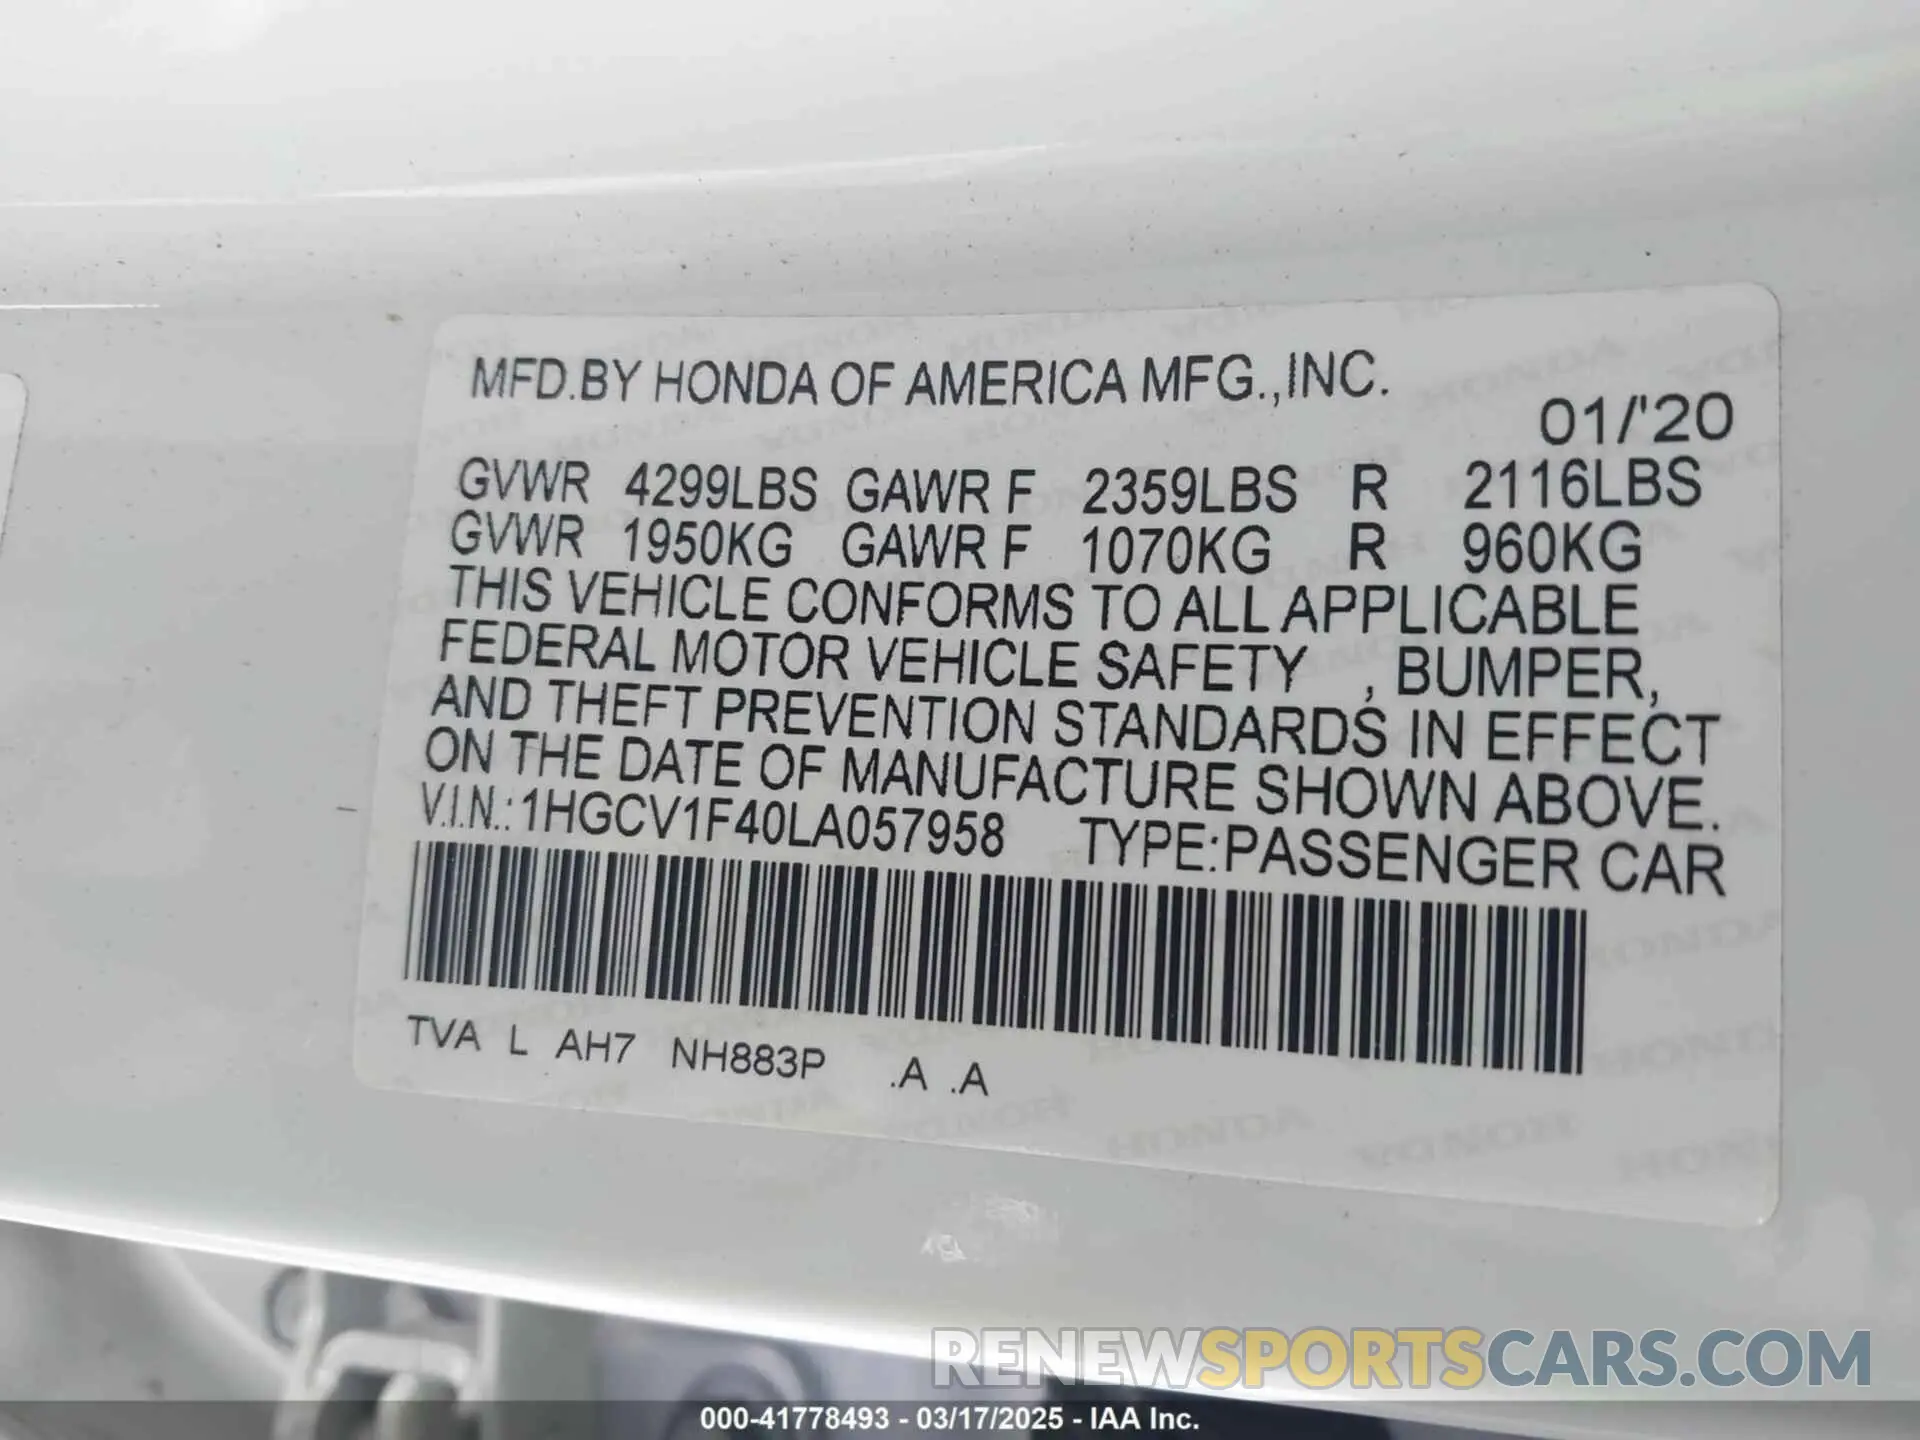 MFD.BY HONDA OF AMERICA MFG.,INC.
01/'20
GVWR 4299LBS GAWR F 2359LBS R 2116LBS
GVWR 1950KG GAWR F 1070KG R 960KG
THIS VEHICLE CONFORMS TO ALL APPLICABLE
FEDERAL MOTOR VEHICLE SAFETY , BUMPER,
AND THEFT PREVENTION STANDARDS IN EFFECT
ON THE DATE OF MANUFACTURE SHOWN ABOVE.
V.I.N.:1HGCV1F40LA057958 TYPE:PASSENGER CAR
TVA L AH7 NH883P .A .A
RENEWSPORTSCARS.COM
000-41778493 - 03/17/2025 - IAA Inc.